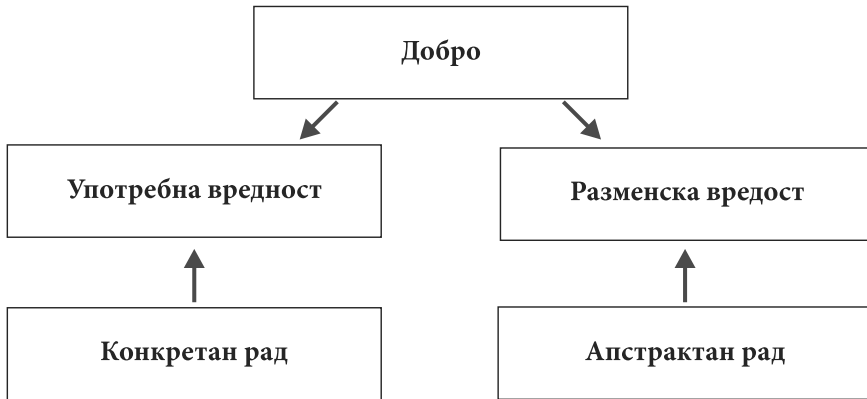 Добро
Употребна вредност
Разменска вредост
Конкретан рад
Апстрактан рад